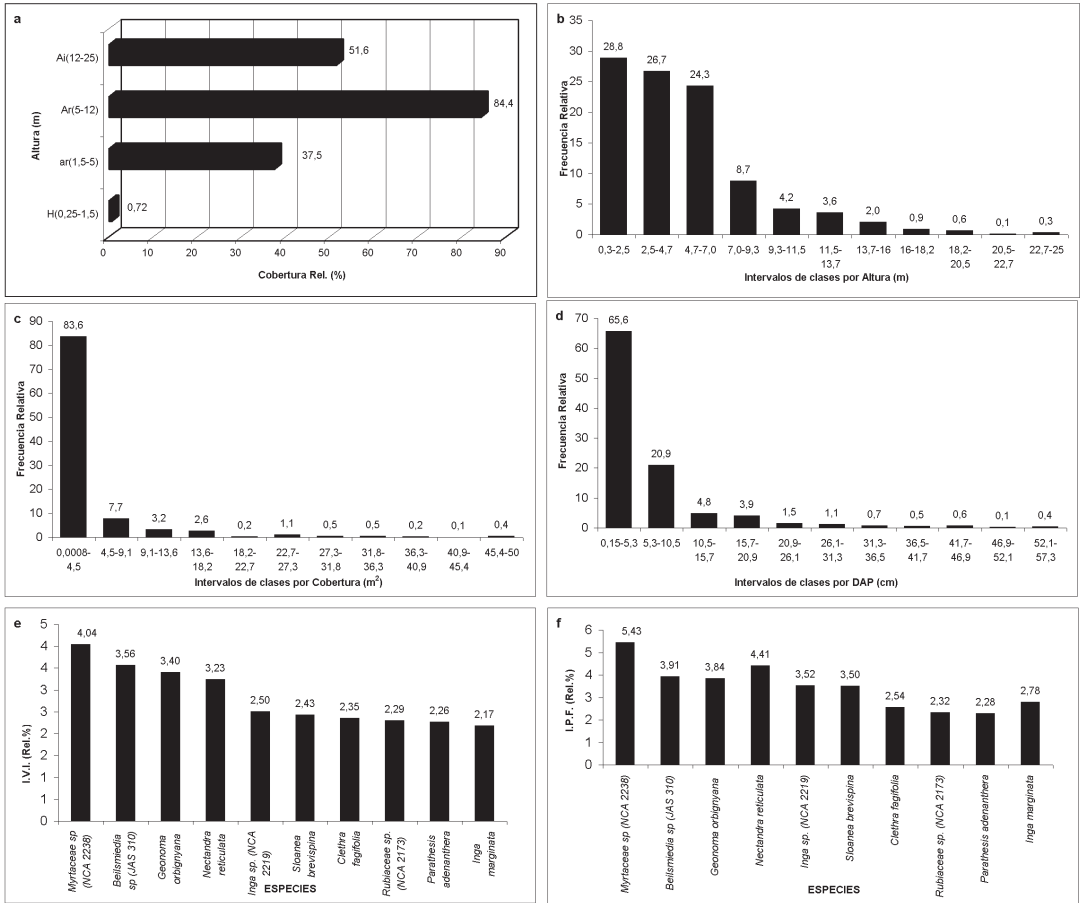 a
Altura (m)
Ai(12-25)
51,6
Ar(5-12)
84,4
ar(1,5-5)
37,5
H(0,25-1,5)
0,72
0 10 20 30 40 50 60 70 80 90
Cobertura Rel. (%)
b
Frecuencia Relativa
35
30
25
20
15
10
5
0
28,8 26,7 24,3 8,7 4,2 3,6 2,0 0,9 0,6 0,1 0,3
0,3-2,5 2,5-4,7 4,7-7,0 7,0-9,3 9,3-11,5 11,5-13,7 13,7-16 16-18,2 18,2-20,5 20,5-22,7 22,7-25
Intervalos de clases por Altura (m)
c
Frecuencia Relativa
90
80
70
60
50
40
30
20
10
0
83,6 7,7 3,2 2,6 0,2 1,1 0,5 0,5 0,2 0,1 0,4
0,0008-4,5 4,5-9,1 9,1-13,6 13,6-18,2 18,2-22,7 22,7-27,3 27,3-31,8 31,8-36,3 36,3-40,9 40,9-45,4 45,4-50
Intervalos de clases por Cobertura (m²)
d
Frecuencia Relativa
70
60
50
40
30
20
10
0
65,6 20,9 4,8 3,9 1,5 1,1 0,7 0,5 0,6 0,1 0,4
0,15-5,3 5,3-10,5 10,5-15,7 15,7-20,9 20,9-26,1 26,1-31,3 31,3-36,5 36,5-41,7 41,7-46,9 46,9-52,1 52,1-57,3
Intervalos de clases por DAP (cm)
e
I.V.I. (Rel.%)
5
4
4
3
3
2
2
1
1
0
4,04 3,56 3,40 3,23 2,50 2,43 2,35 2,29 2,26 2,17
Myrtaceae sp (NCA 2238)
Beilsmiedia sp (JAS 310)
Geonoma orbignyana
Nectandra reticulata
Inga sp. (NCA 2219)
Sloanea brevispina
Clethra fagifolia
Rubiaceae sp. (NCA 2173)
Parathesis adenanthera
Inga marginata
ESPECIES
f
I.P.F. (Rel.%)
6
5
4
3
2
1
0
5,43 3,91 3,84 4,41 3,52 3,50 2,54 2,32 2,28 2,78
Myrtaceae sp (NCA 2238)
Beilsmiedia sp (JAS 310)
Geonoma orbignyana
Nectandra reticulata
Inga sp. (NCA 2219)
Sloanea brevispina
Clethra fagifolia
Rubiaceae sp. (NCA 2173)
Parathesis adenanthera
Inga marginata
ESPECIES